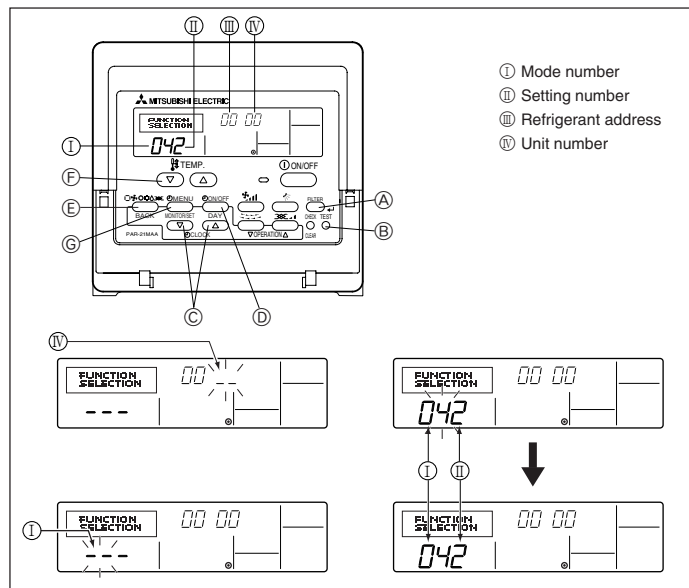 Ⓘ Mode number
Ⅱ Setting number
Ⅲ Refrigerant address
Ⅳ Unit number
Ⅱ Ⅲ Ⅳ
MITSUBISHI ELECTRIC
FUNCTION SELECTION
00 00
Ⅰ 042
TEMP.
ON/OFF
F
E
MENU
ON/OFF
FILTER
A
BACK
MONITOR/SET
DAY
CHECK TEST
B
G
PAR-21MAA
CLOCK
OPERATION
CLEAR
C
D
Ⅳ
FUNCTION SELECTION
00 --
---
FUNCTION SELECTION
00 00
042
Ⅰ Ⅱ
Ⅰ
FUNCTION SELECTION
00 00
---
FUNCTION SELECTION
00 00
042